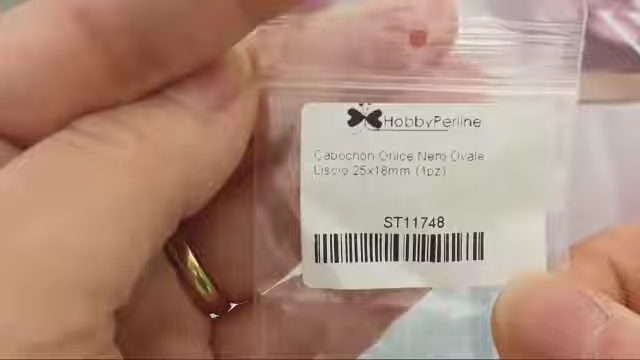 HobbyPerline
Cabochon Onice Nero Ovale
Liscio 25x18mm (1pz)
ST11748